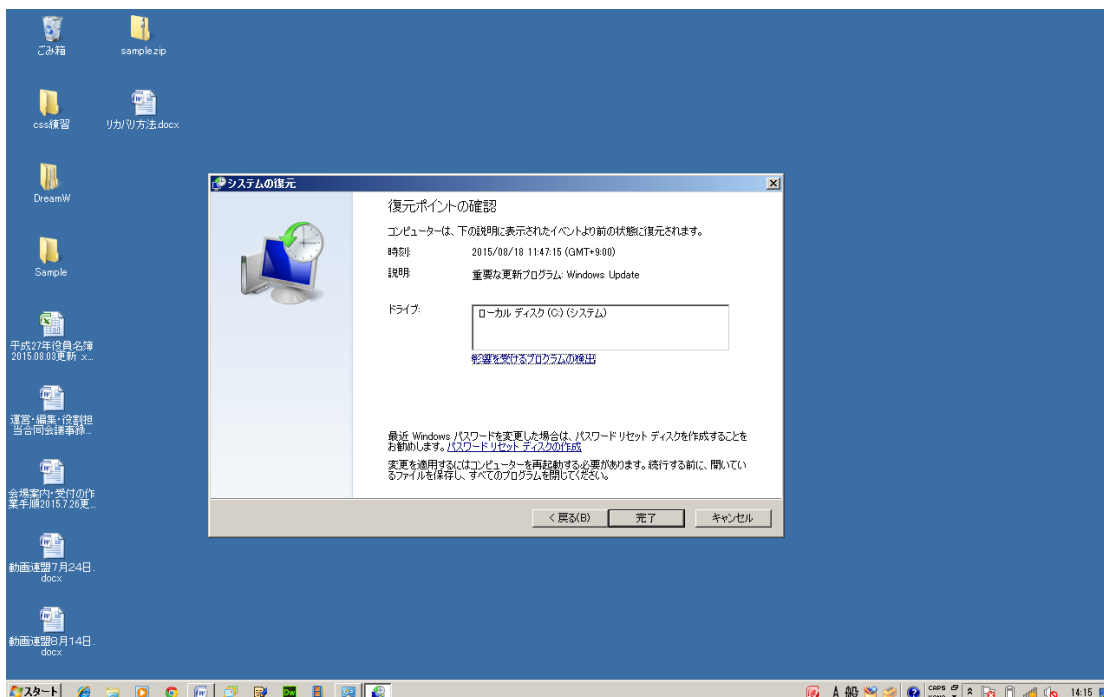 ごみ箱
sample.zip
css練習
リカバリ方法.docx
DreamW
Sample
平成27年役員名簿
2015.08.03更新 x...
運営・編集・役割担
当合同会議事録...
会場案内・受付の作
業手順2015.7.26更...
動画連盟7月24日.
docx
動画連盟8月14日.
docx
システムの復元
復元ポイントの確認
コンピューターは、下の説明に表示されたイベントより前の状態に復元されます。
時刻: 2015/08/18 11:47:15 (GMT+9:00)
説明: 重要な更新プログラム: Windows Update
ドライブ: ローカル ディスク (C:) (システム)
影響を受けるプログラムの検出
最近 Windows パスワードを変更した場合は、パスワード リセット ディスクを作成することを
お勧めします。パスワード リセット ディスクの作成
変更を適用するにはコンピューターを再起動する必要があります。続行する前に、開いてい
るファイルを保存し、すべてのプログラムを閉じてください。
< 戻る(B) 完了 キャンセル
スタート Dw A 般 CAPS 14:15